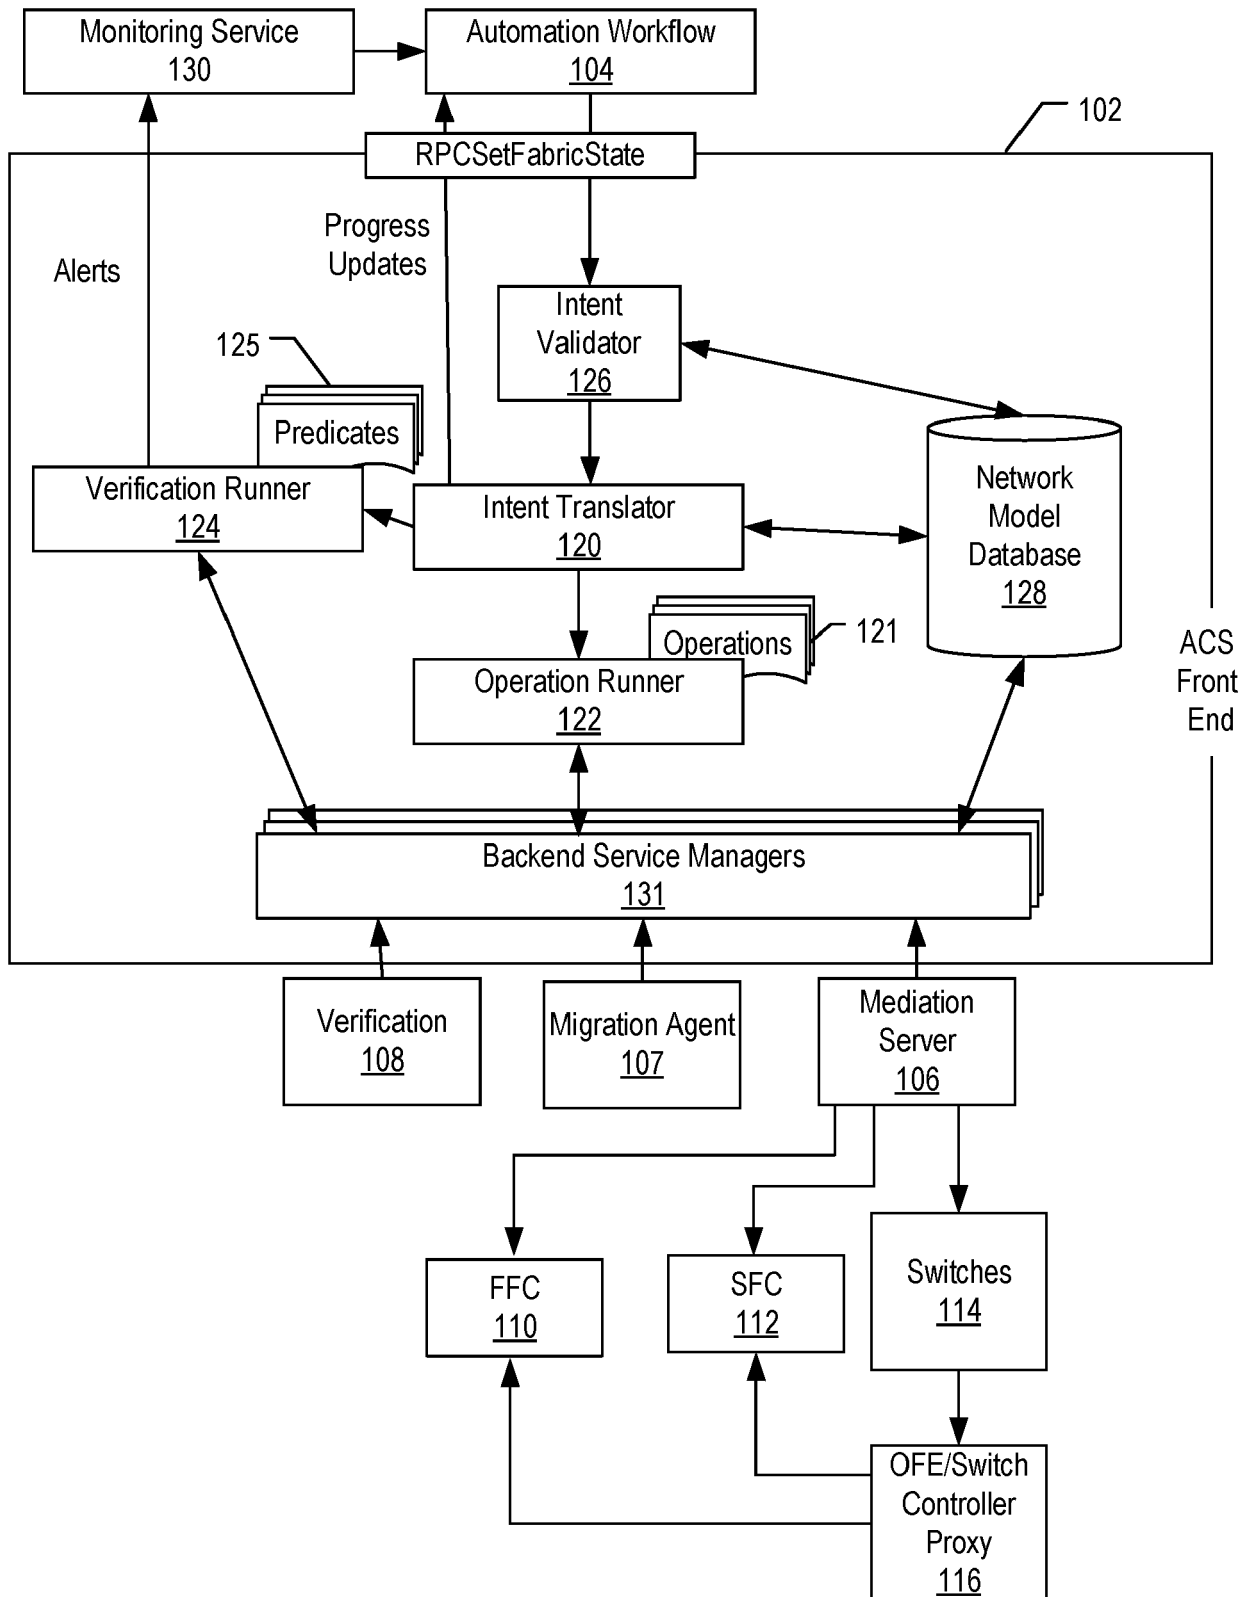 Monitoring Service
130
Automation Workflow
104
102
RPCSetFabricState
Progress
Updates
Alerts
Intent
Validator
126
125
Predicates
Verification Runner
124
Intent Translator
120
Network
Model
Database
128
Operations
121
Operation Runner
122
ACS
Front
End
Backend Service Managers
131
Verification
108
Migration Agent
107
Mediation
Server
106
FFC
110
SFC
112
Switches
114
OFE/Switch
Controller
Proxy
116